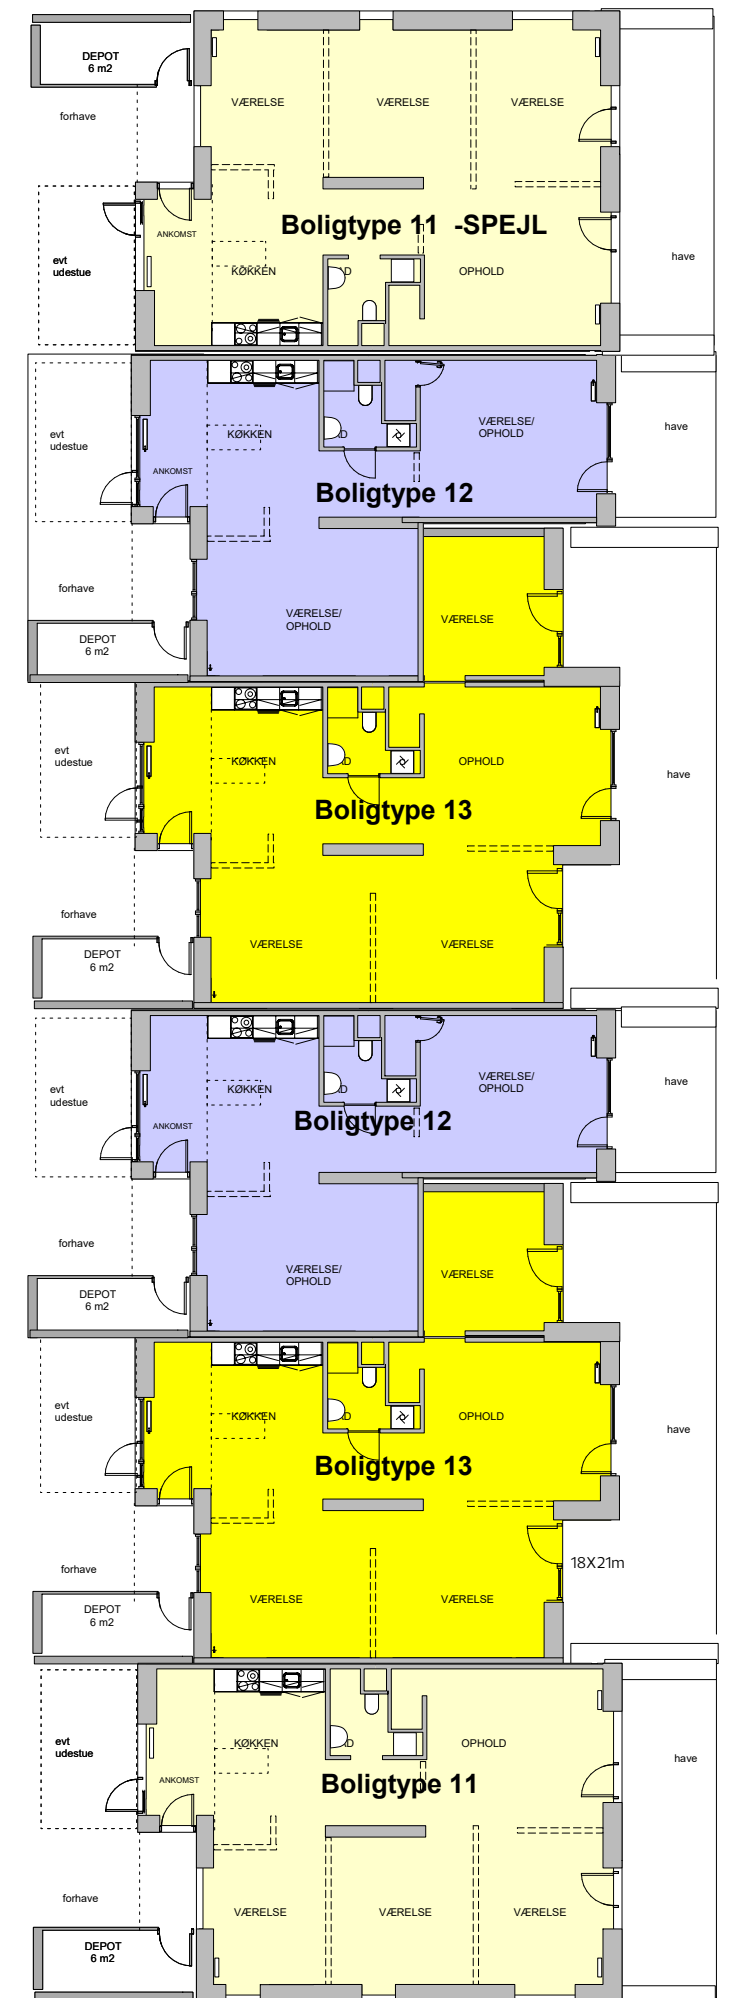 DEPOT
6 m2
forhave
VÆRELSE
VÆRELSE
VÆRELSE
ANKOMST
Boligtype 11 -SPEJL
evt
udestue
KØKKEN
OPHOLD
have
evt
udestue
KØKKEN
VÆRELSE/
OPHOLD
have
ANKOMST
Boligtype 12
forhave
VÆRELSE/
OPHOLD
VÆRELSE
DEPOT
6 m2
evt
udestue
KØKKEN
OPHOLD
have
Boligtype 13
forhave
VÆRELSE
VÆRELSE
DEPOT
6 m2
evt
udestue
KØKKEN
VÆRELSE/
OPHOLD
have
ANKOMST
Boligtype 12
forhave
VÆRELSE/
OPHOLD
VÆRELSE
DEPOT
6 m2
evt
udestue
KØKKEN
OPHOLD
have
Boligtype 13
18X21m
forhave
VÆRELSE
VÆRELSE
DEPOT
6 m2
evt
udestue
KØKKEN
OPHOLD
have
ANKOMST
Boligtype 11
forhave
VÆRELSE
VÆRELSE
VÆRELSE
DEPOT
6 m2